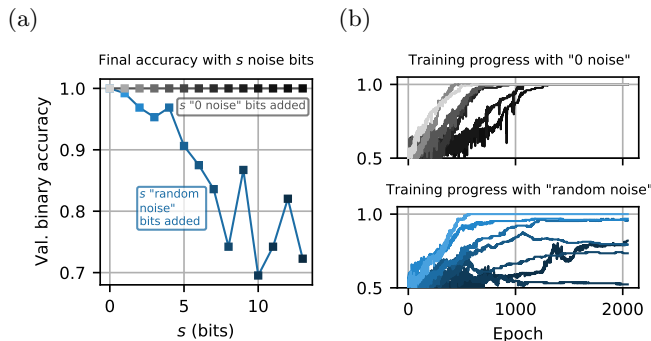 (a)
Final accuracy with s noise bits
Val. binary accuracy
1.0
0.9
0.8
0.7
s "0 noise" bits added
s "random
noise"
bits added
0
5
10
s (bits)
(b)
Training progress with "0 noise"
1.0
0.5
Training progress with "random noise"
1.0
0.5
0
1000
2000
Epoch